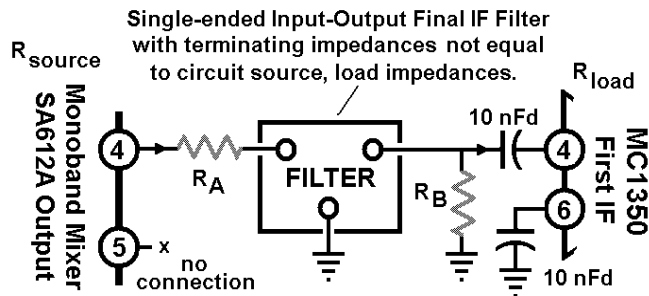 Single-ended Input-Output Final IF Filter
with terminating impedances not equal
to circuit source, load impedances.
Rsource
Monoband Mixer
SA612A Output
4
5
x
no
connection
RA
FILTER
RB
10 nFd
Rload
4
6
10 nFd
MC1350
First IF